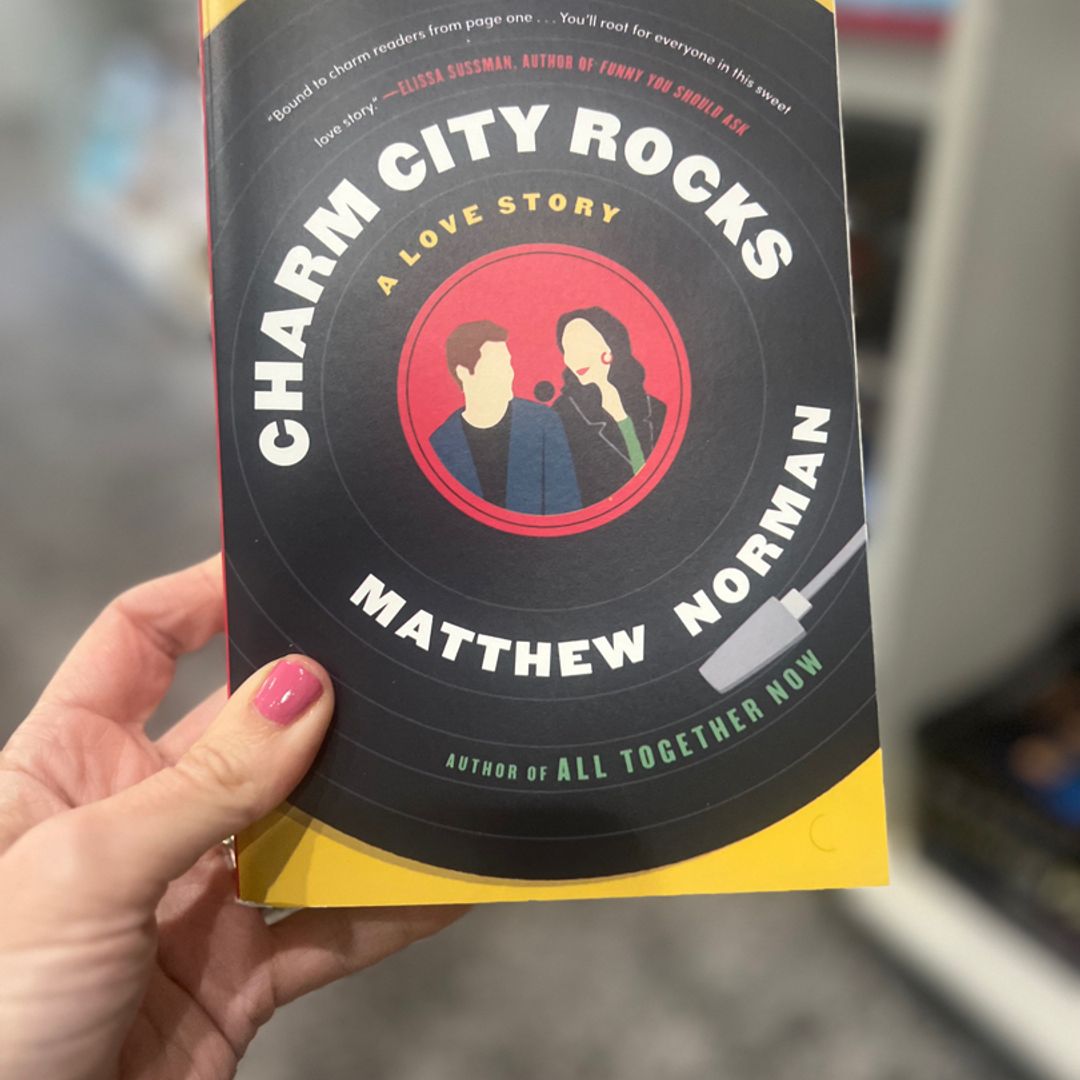 "Bound to charm readers from page one . . . You'll root for everyone in this sweet
love story." —ELISSA SUSSMAN, AUTHOR OF FUNNY YOU SHOULD ASK
CHARM CITY ROCKS
A LOVE STORY
MATTHEW NORMAN
AUTHOR OF ALL TOGETHER NOW